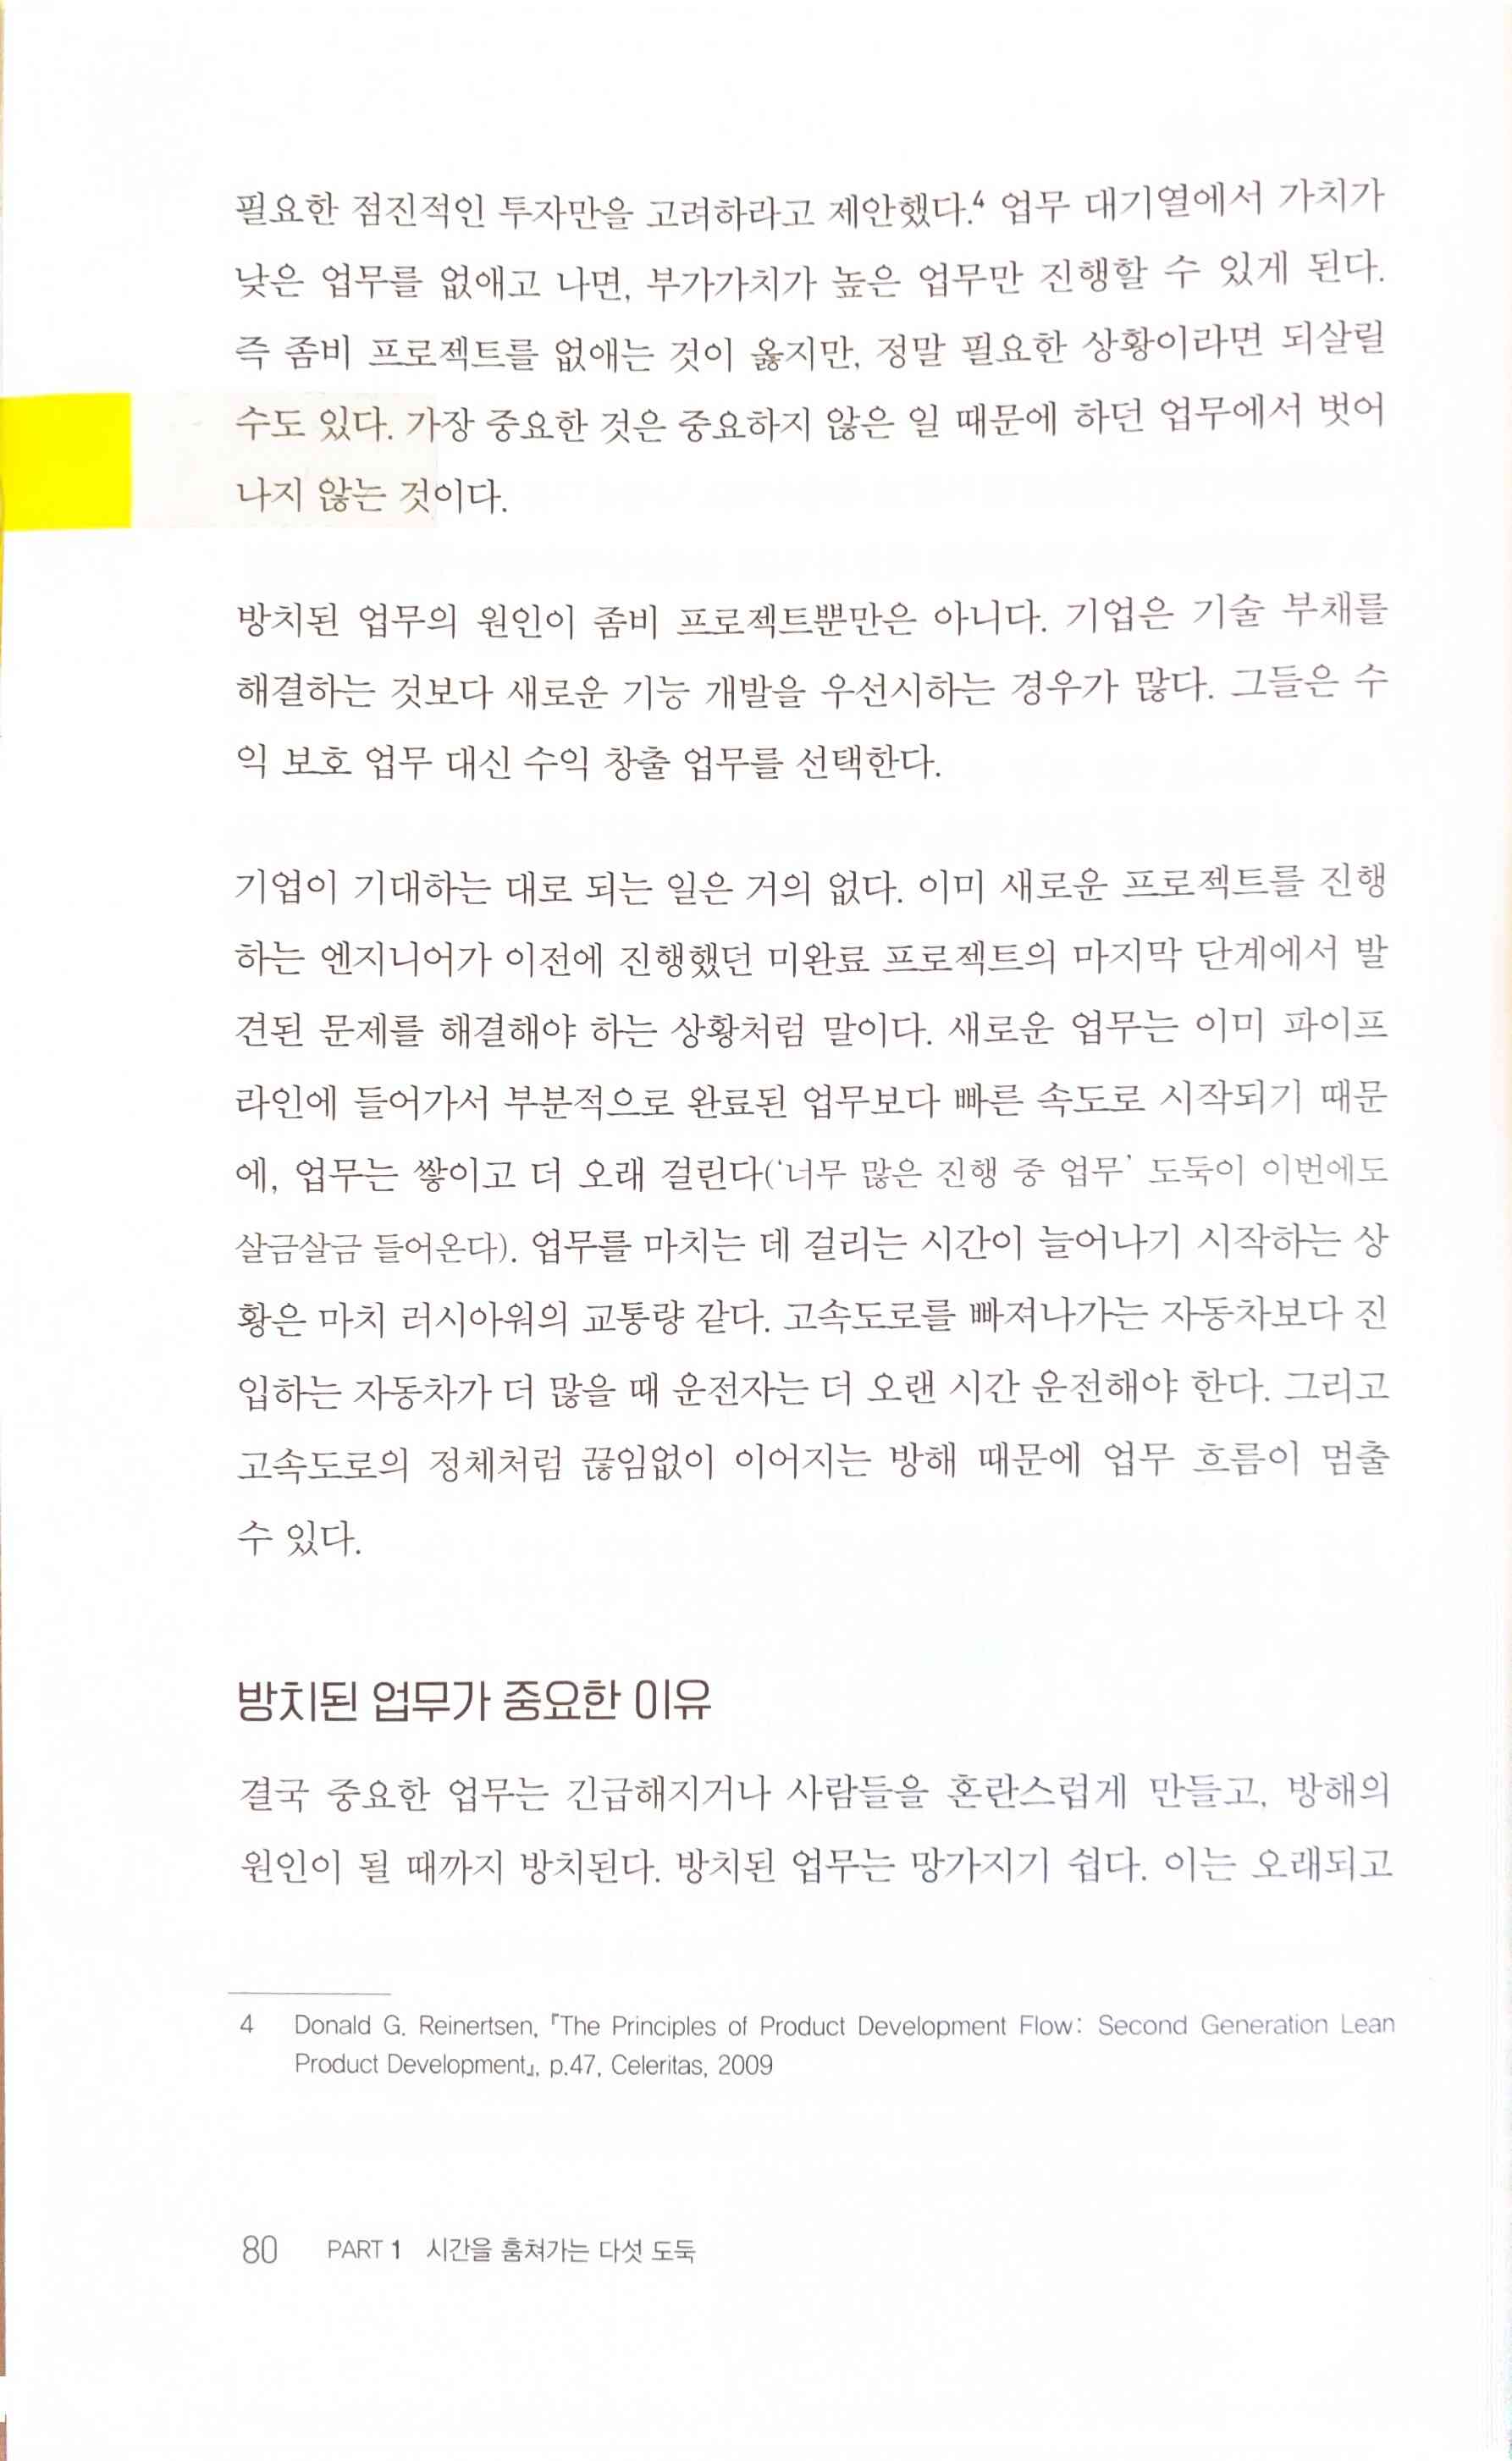 필요한 점진적인 투자만을 고려하라고 제안했다.4 업무 대기열에서 가치가
낮은 업무를 없애고 나면, 부가가치가 높은 업무만 진행할 수 있게 된다.
즉 좀비 프로젝트를 없애는 것이 옳지만, 정말 필요한 상황이라면 되살릴
수도 있다. 가장 중요한 것은 중요하지 않은 일 때문에 하던 업무에서 벗어
나지 않는 것이다.
방치된 업무의 원인이 좀비 프로젝트뿐만은 아니다. 기업은 기술 부채를
해결하는 것보다 새로운 기능 개발을 우선시하는 경우가 많다. 그들은 수
익 보호 업무 대신 수익 창출 업무를 선택한다.
기업이 기대하는 대로 되는 일은 거의 없다. 이미 새로운 프로젝트를 진행
하는 엔지니어가 이전에 진행했던 미완료 프로젝트의 마지막 단계에서 발
견된 문제를 해결해야 하는 상황처럼 말이다. 새로운 업무는 이미 파이프
라인에 들어가서 부분적으로 완료된 업무보다 빠른 속도로 시작되기 때문
에, 업무는 쌓이고 더 오래 걸린다(‘너무 많은 진행 중 업무’ 도둑이 이번에도
살금살금 들어온다). 업무를 마치는 데 걸리는 시간이 늘어나기 시작하는 상
황은 마치 러시아워의 교통량 같다. 고속도로를 빠져나가는 자동차보다 진
입하는 자동차가 더 많을 때 운전자는 더 오랜 시간 운전해야 한다. 그리고
고속도로의 정체처럼 끊임없이 이어지는 방해 때문에 업무 흐름이 멈출
수 있다.
방치된 업무가 중요한 이유
결국 중요한 업무는 긴급해지거나 사람들을 혼란스럽게 만들고, 방해의
원인이 될 때까지 방치된다. 방치된 업무는 망가지기 쉽다. 이는 오래되고
4 Donald G. Reinertsen, 『The Principles of Product Development Flow: Second Generation Lean
Product Development』, p.47, Celeritas, 2009
80 PART 1 시간을 훔쳐가는 다섯 도둑